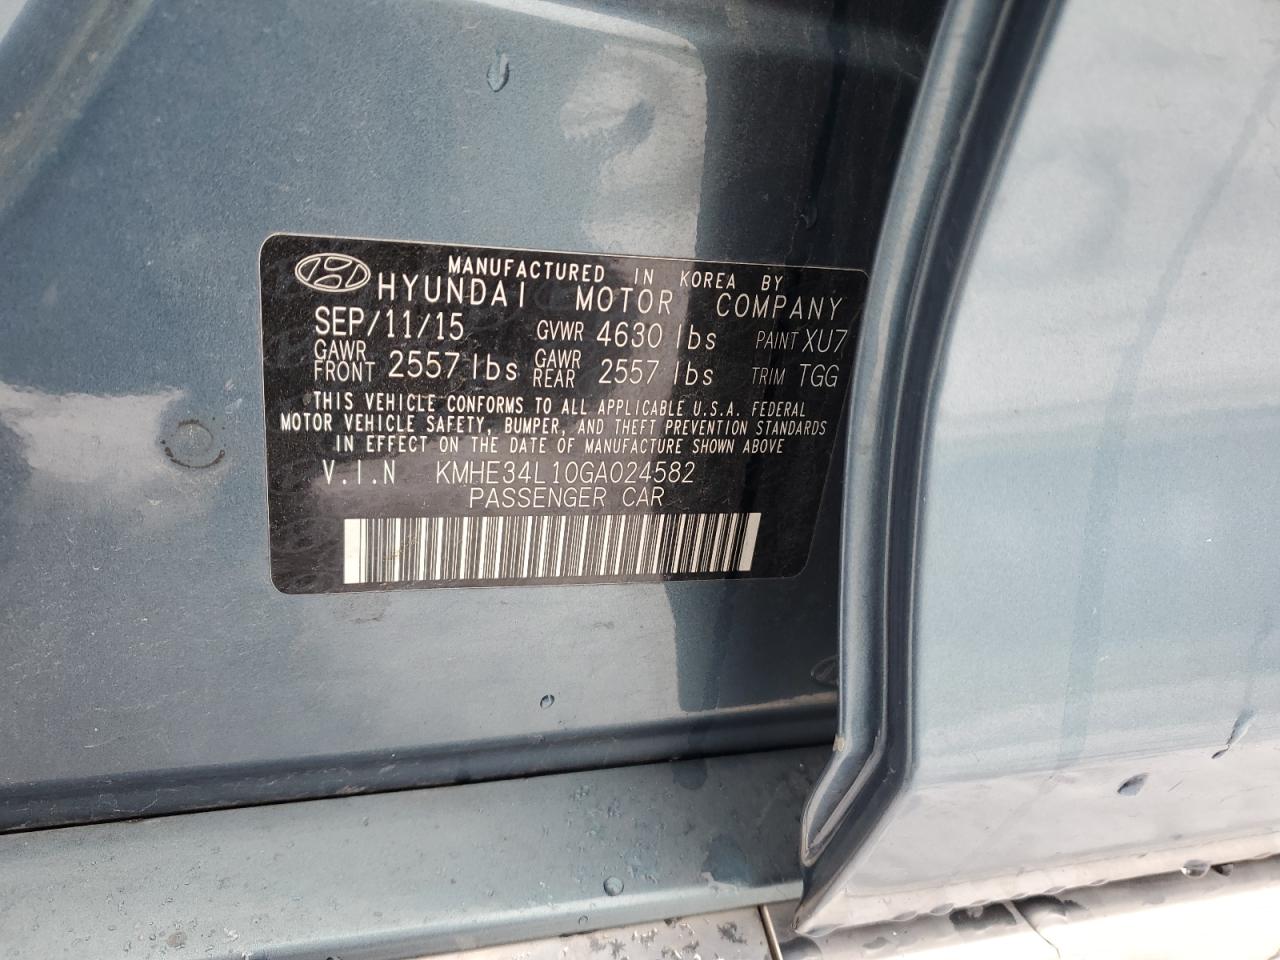 MANUFACTURED IN KOREA BY
HYUNDAI MOTOR COMPANY
SEP/11/15 GVWR 4630 lbs PAINT XU7
GAWR FRONT 2557 lbs GAWR REAR 2557 lbs TRIM TGG
THIS VEHICLE CONFORMS TO ALL APPLICABLE U.S.A. FEDERAL
MOTOR VEHICLE SAFETY, BUMPER, AND THEFT PREVENTION STANDARDS
IN EFFECT ON THE DATE OF MANUFACTURE SHOWN ABOVE
V.I.N KMHE34L10GA024582
PASSENGER CAR